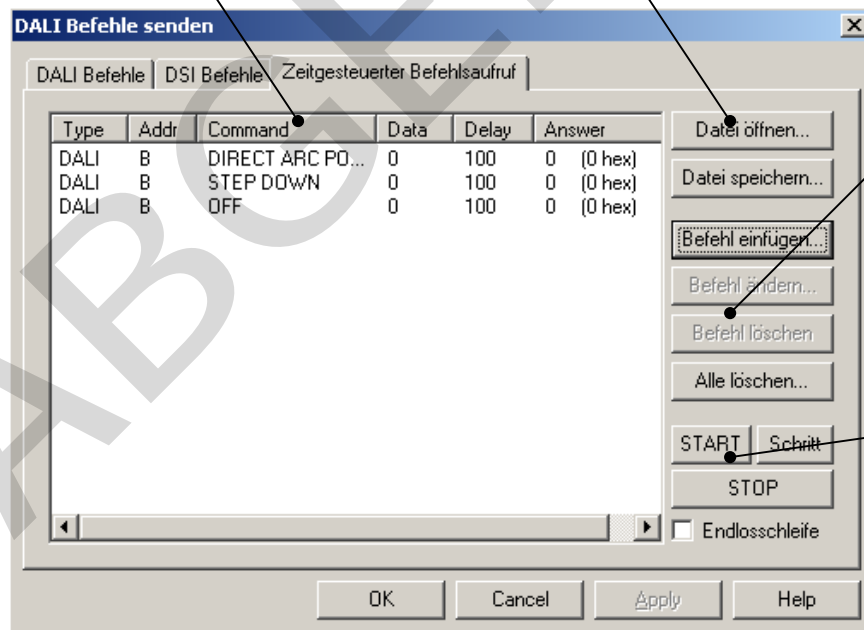 DALI Befehle senden
DALI Befehle DSI Befehle Zeitgesteuerter Befehlsaufruf
Type Addr Command Data Delay Answer
DALI B DIRECT ARC PO... 0 100 0 (0 hex)
DALI B STEP DOWN 0 100 0 (0 hex)
DALI B OFF 0 100 0 (0 hex)
Datei öffnen...
Datei speichern...
Befehl einfügen...
Befehl ändern...
Befehl löschen
Alle löschen...
START Schritt
STOP
Endlosschleife
OK Cancel Apply Help
ABGE